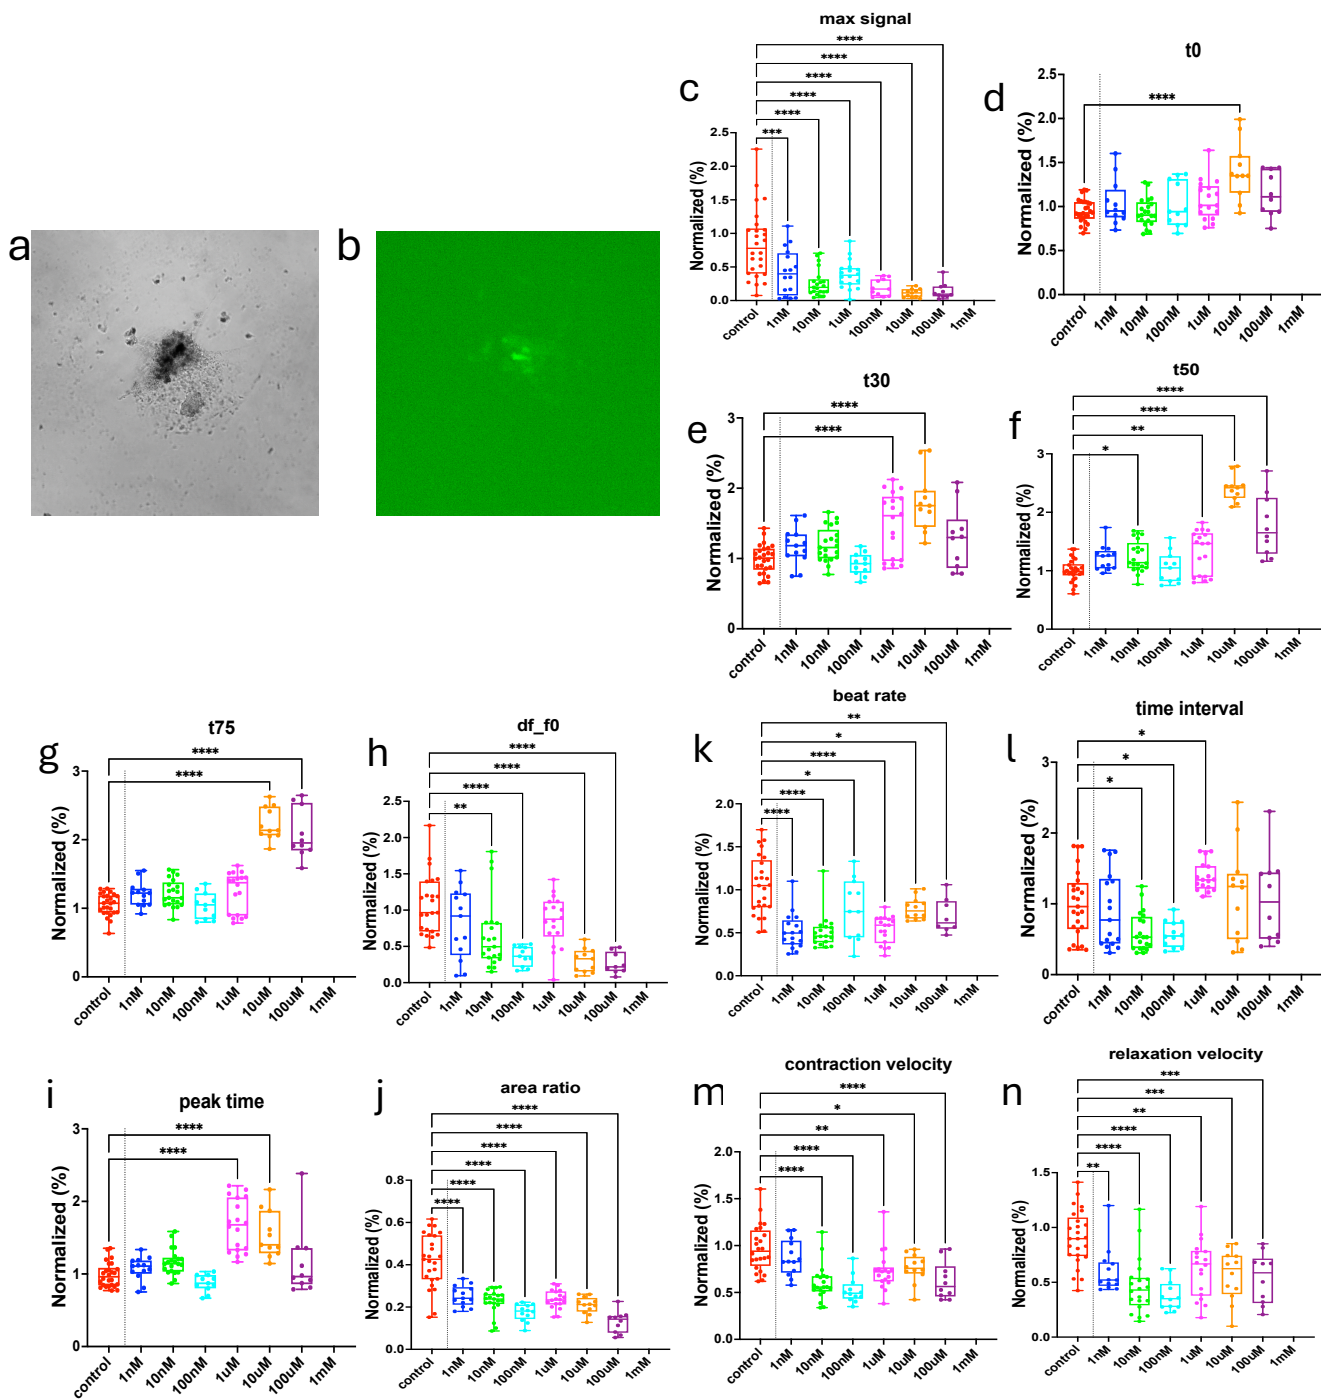 a
b
c
max signal
****
****
****
****
****
***
Normalized (%)
2.5
2.0
1.5
1.0
0.5
0.0
control 1nM 10nM 1uM 100nM 10uM 100uM 1mM
d
t0
****
Normalized (%)
2.5
2.0
1.5
1.0
0.5
0.0
control 1nM 10nM 100nM 1uM 10uM 100uM 1mM
e
t30
****
****
Normalized (%)
3
2
1
0
control 1nM 10nM 100nM 1uM 10uM 100uM 1mM
f
t50
****
****
**
*
Normalized (%)
3
2
1
0
control 1nM 10nM 100nM 1uM 10uM 100uM 1mM
g
t75
****
****
Normalized (%)
3
2
1
0
control 1nM 10nM 100nM 1uM 10uM 100uM 1mM
h
df_f0
****
****
****
**
Normalized (%)
2.5
2.0
1.5
1.0
0.5
0.0
control 1nM 10nM 100nM 1uM 10uM 100uM 1mM
k
beat rate
**
*
****
*
****
****
Normalized (%)
2.0
1.5
1.0
0.5
0.0
control 1nM 10nM 100nM 1uM 10uM 100uM 1mM
l
time interval
*
*
*
Normalized (%)
3
2
1
0
control 1nM 10nM 100nM 1uM 10uM 100uM 1mM
i
peak time
****
****
Normalized (%)
3
2
1
0
control 1nM 10nM 100nM 1uM 10uM 100uM 1mM
j
area ratio
****
****
****
****
****
****
Normalized (%)
0.8
0.6
0.4
0.2
0.0
control 1nM 10nM 100nM 1uM 10uM 100uM 1mM
m
contraction velocity
****
*
**
****
****
Normalized (%)
2.0
1.5
1.0
0.5
0.0
control 1nM 10nM 100nM 1uM 10uM 100uM 1mM
n
relaxation velocity
***
***
**
****
****
**
Normalized (%)
1.5
1.0
0.5
0.0
control 1nM 10nM 100nM 1uM 10uM 100uM 1mM